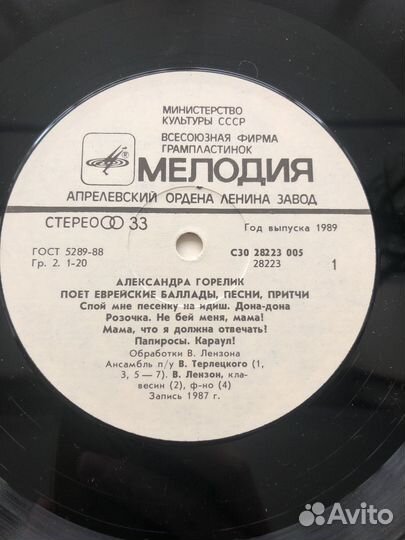 МИНИСТЕРСТВО
КУЛЬТУРЫ СССР
ВСЕСОЮЗНАЯ ФИРМА
ГРАМПЛАСТИНОК
МЕЛОДИЯ
АПРЕЛЕВСКИЙ ОРДЕНА ЛЕНИНА ЗАВОД
СТЕРЕО 33
Год выпуска 1989
ГОСТ 5289-88
С30 28223 005
Гр. 2. 1-20
28223
1
АЛЕКСАНДРА ГОРЕЛИК
ПОЕТ ЕВРЕЙСКИЕ БАЛЛАДЫ, ПЕСНИ, ПРИТЧИ
Спой мне песенку на идиш. Дона-дона
Розочка. Не бей меня, мама!
Мама, что я должна отвечать!
Папиросы. Караул!
Обработки В. Лензона
Ансамбль п/у В. Терлецкого (1,
3, 5—7). В. Лензон, кла-
весин (2), ф-но (4)
Запись 1987 г.
Avito